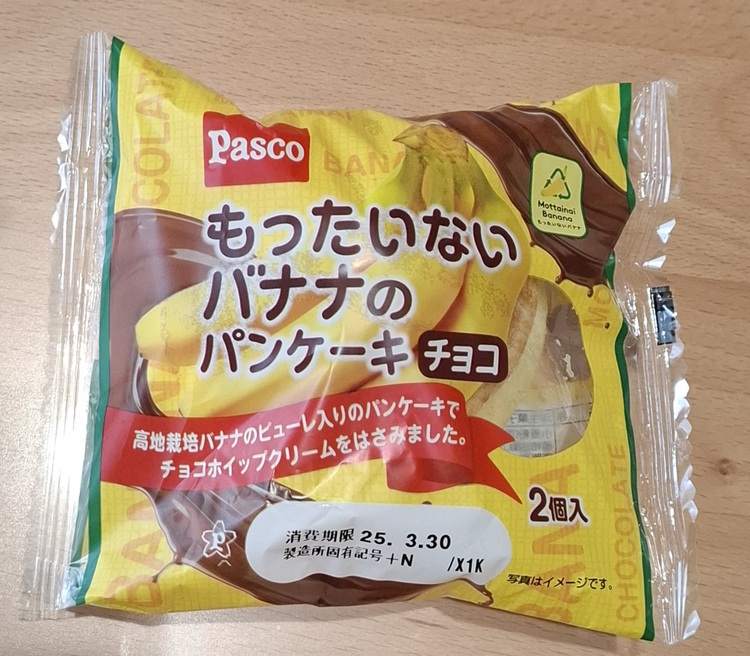 Pasco
BANANA
CHOCOLATE
もったいない
バナナの
パンケーキ チョコ
Mottainai
Banana
もったいないバナナ
高地栽培バナナのピューレ入りのパンケーキで
チョコホイップクリームをはさみました。
2個入
消費期限 25. 3.30
製造所固有記号+N /X1K
写真はイメージです。
BANANA
BANANA
CHOCOLATE